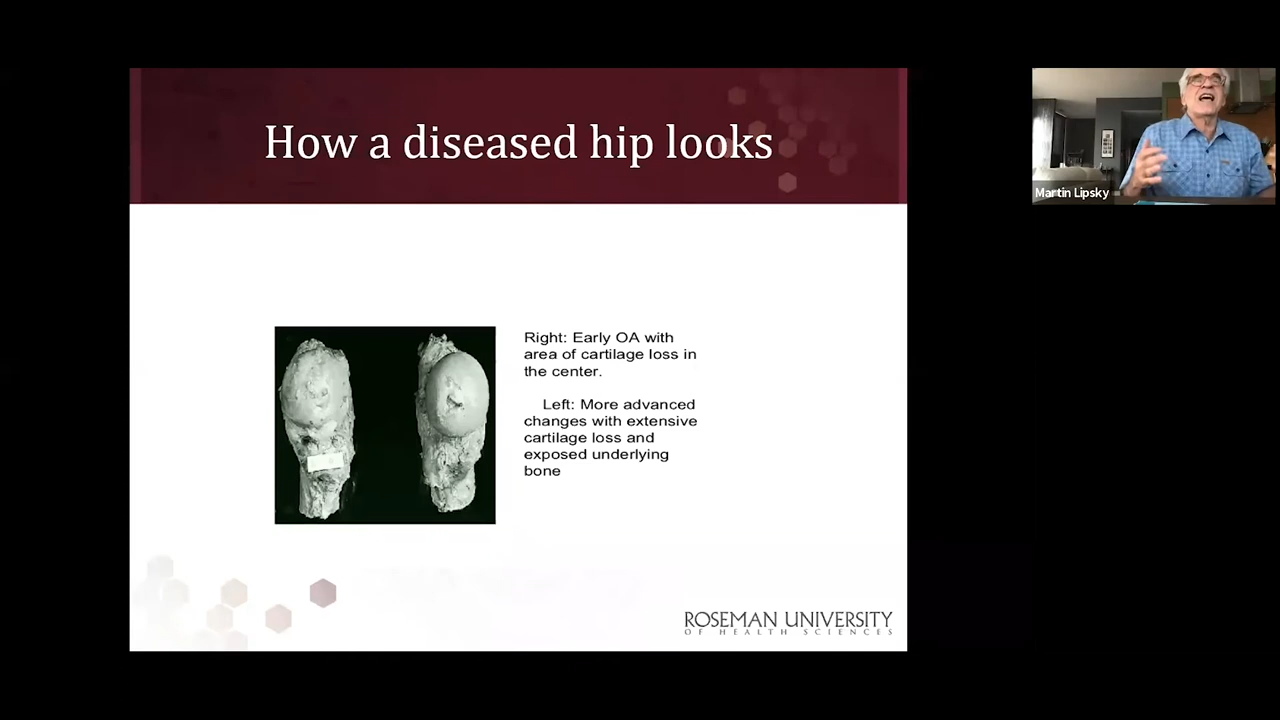 How a diseased hip looks
Martin Lipsky
Right: Early OA with
area of cartilage loss in
the center.
Left: More advanced
changes with extensive
cartilage loss and
exposed underlying
bone
ROSEMAN UNIVERSITY
OF HEALTH SCIENCES